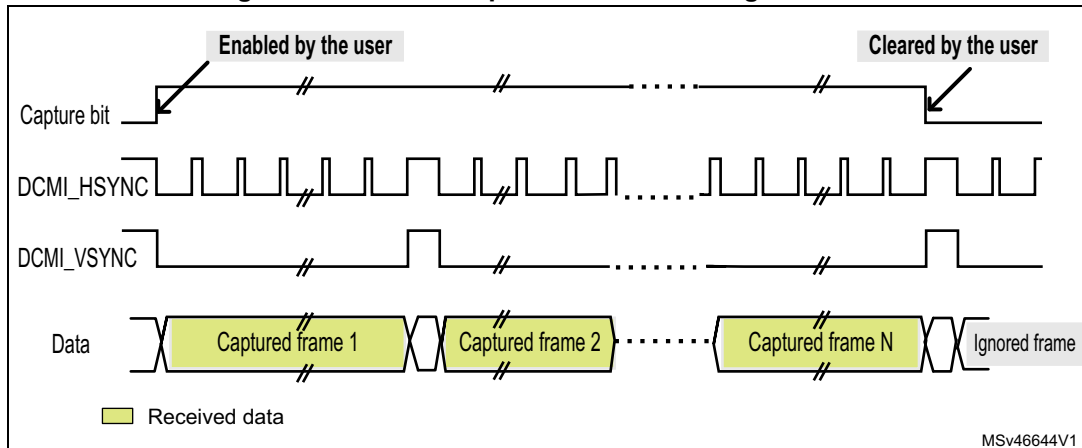 Enabled by the user
Cleared by the user
Capture bit
DCMI_HSYNC
DCMI_VSYNC
Data
Captured frame 1
Captured frame 2
Captured frame N
Ignored frame
Received data
MSv46644V1